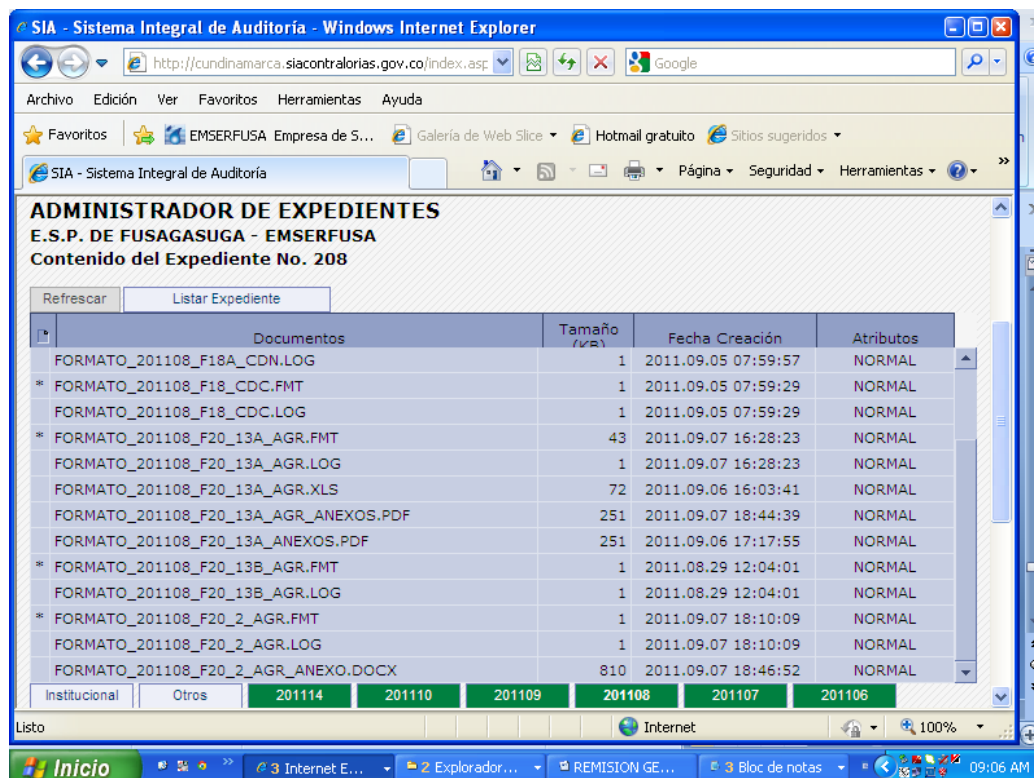 SIA - Sistema Integral de Auditoría - Windows Internet Explorer
http://cundinamarca.siacontralorias.gov.co/index.asp
Google
Archivo Edición Ver Favoritos Herramientas Ayuda
Favoritos EMSERFUSA Empresa de S... Galería de Web Slice Hotmail gratuito Sitios sugeridos
SIA - Sistema Integral de Auditoría Página Seguridad Herramientas
ADMINISTRADOR DE EXPEDIENTES
E.S.P. DE FUSAGASUGA - EMSERFUSA
Contenido del Expediente No. 208
Refrescar Listar Expediente
Documentos Tamaño (KB) Fecha Creación Atributos
FORMATO_201108_F18A_CDN.LOG 1 2011.09.05 07:59:57 NORMAL
* FORMATO_201108_F18_CDC.FMT 1 2011.09.05 07:59:29 NORMAL
FORMATO_201108_F18_CDC.LOG 1 2011.09.05 07:59:29 NORMAL
* FORMATO_201108_F20_13A_AGR.FMT 43 2011.09.07 16:28:23 NORMAL
FORMATO_201108_F20_13A_AGR.LOG 1 2011.09.07 16:28:23 NORMAL
FORMATO_201108_F20_13A_AGR.XLS 72 2011.09.06 16:03:41 NORMAL
FORMATO_201108_F20_13A_AGR_ANEXOS.PDF 251 2011.09.07 18:44:39 NORMAL
FORMATO_201108_F20_13A_ANEXOS.PDF 251 2011.09.06 17:17:55 NORMAL
* FORMATO_201108_F20_13B_AGR.FMT 1 2011.08.29 12:04:01 NORMAL
FORMATO_201108_F20_13B_AGR.LOG 1 2011.08.29 12:04:01 NORMAL
* FORMATO_201108_F20_2_AGR.FMT 1 2011.09.07 18:10:09 NORMAL
FORMATO_201108_F20_2_AGR.LOG 1 2011.09.07 18:10:09 NORMAL
FORMATO_201108_F20_2_AGR_ANEXO.DOCX 810 2011.09.07 18:46:52 NORMAL
Institucional Otros 201114 201110 201109 201108 201107 201106
Listo Internet 100%
Inicio 3 Internet E... 2 Explorador... REMISION GE... 3 Bloc de notas 09:06 AM